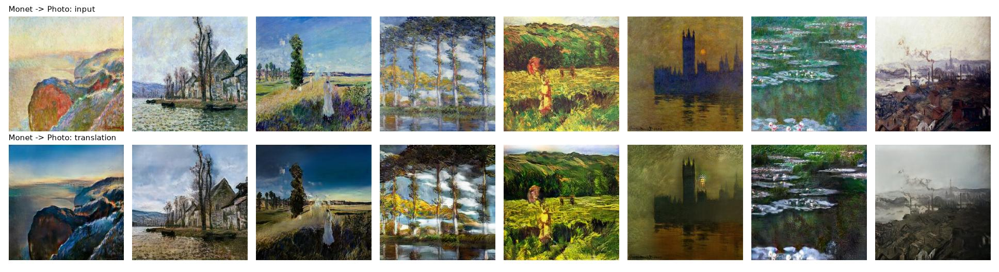 Monet -> Photo: input
Monet -> Photo: translation